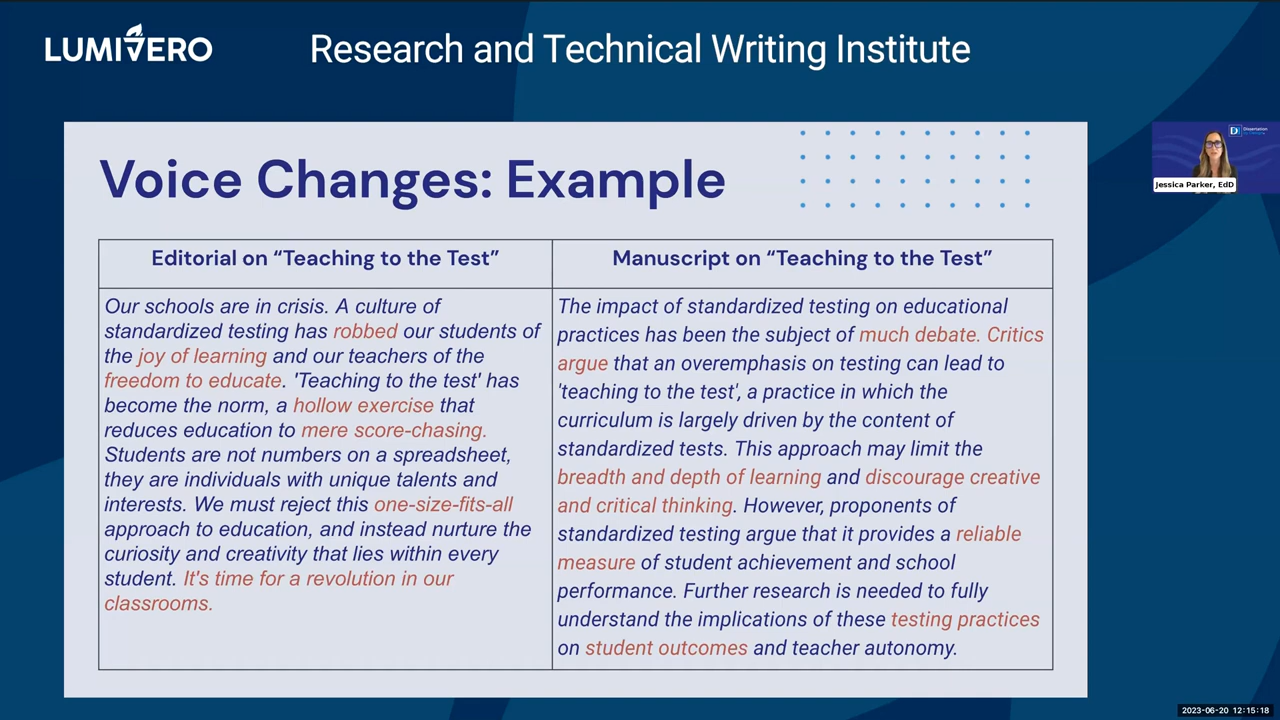 LUMIVERO
Research and Technical Writing Institute
Voice Changes: Example
Editorial on “Teaching to the Test”
Our schools are in crisis. A culture of
standardized testing has robbed our students of
the joy of learning and our teachers of the
freedom to educate. 'Teaching to the test' has
become the norm, a hollow exercise that
reduces education to mere score-chasing.
Students are not numbers on a spreadsheet,
they are individuals with unique talents and
interests. We must reject this one-size-fits-all
approach to education, and instead nurture the
curiosity and creativity that lies within every
student. It's time for a revolution in our
classrooms.
Manuscript on “Teaching to the Test”
The impact of standardized testing on educational
practices has been the subject of much debate. Critics
argue that an overemphasis on testing can lead to
'teaching to the test', a practice in which the
curriculum is largely driven by the content of
standardized tests. This approach may limit the
breadth and depth of learning and discourage creative
and critical thinking. However, proponents of
standardized testing argue that it provides a reliable
measure of student achievement and school
performance. Further research is needed to fully
understand the implications of these testing practices
on student outcomes and teacher autonomy.
Dissertation
Jessica Parker, EdD
2023-06-20 12:15:18